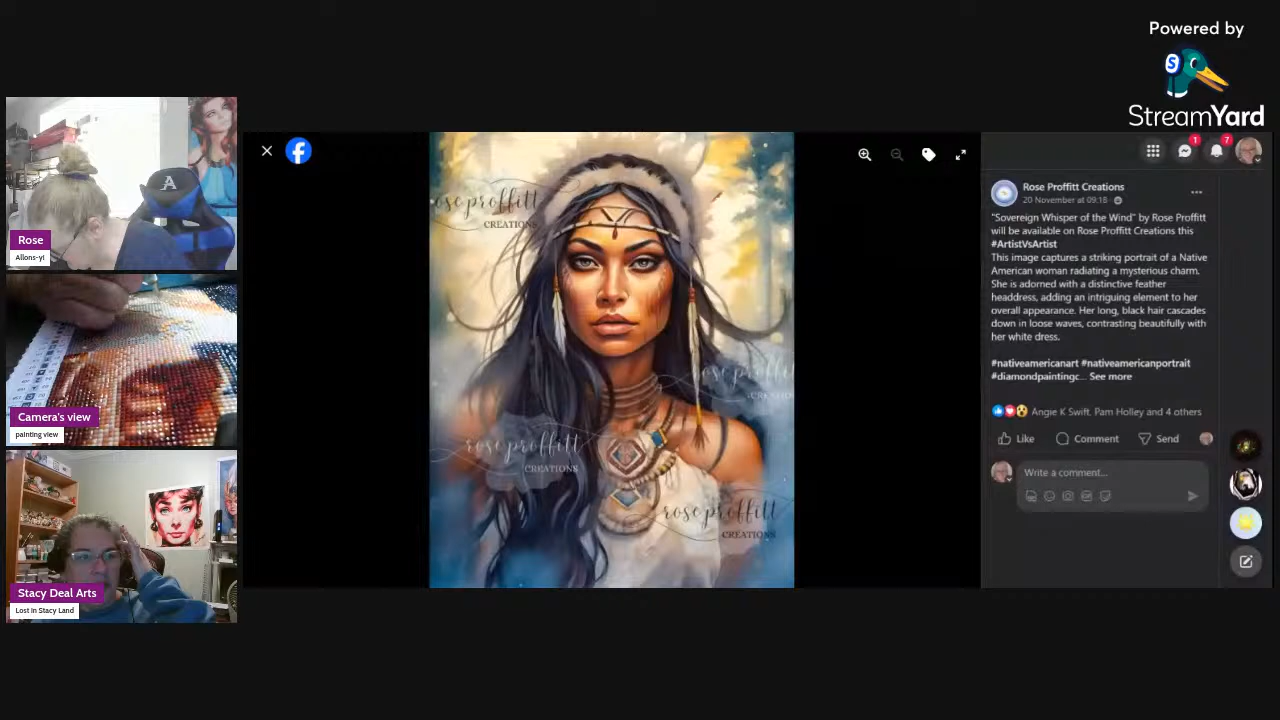 Powered by
StreamYard
Rose
Allons-y!
Camera's view
painting view
Stacy Deal Arts
Lost In Stacy Land
rose proffitt
CREATIONS
rose proffitt
CREATIONS
rose proffitt
CREATIONS
rose proffitt
CREATIONS
1
7
Rose Proffitt Creations
20 November at 09:18
"Sovereign Whisper of the Wind" by Rose Proffitt
will be available on Rose Proffitt Creations this
#ArtistVsArtist
This image captures a striking portrait of a Native
American woman radiating a mysterious charm.
She is adorned with a distinctive feather
headdress, adding an intriguing element to her
overall appearance. Her long, black hair cascades
down in loose waves, contrasting beautifully with
her white dress.
#nativeamericanart #nativeamericanportrait
#diamondpaintingc... See more
Angie K Swift, Pam Holley and 4 others
Like
Comment
Send
Write a comment...